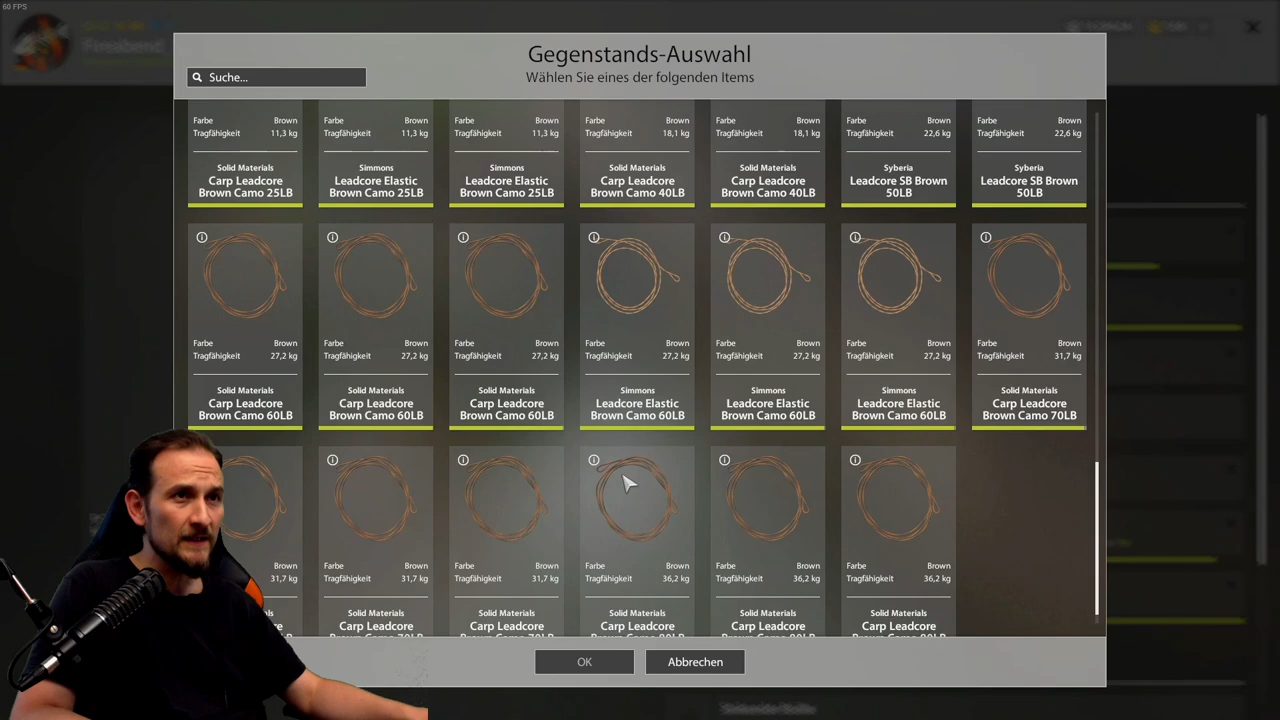 60 FPS
Gegenstands-Auswahl
Suche...
Wählen Sie eines der folgenden Items
Farbe Brown Farbe Brown Farbe Brown Farbe Brown Farbe Brown Farbe Brown Farbe Brown
Tragfähigkeit 11,3 kg Tragfähigkeit 11,3 kg Tragfähigkeit 11,3 kg Tragfähigkeit 18,1 kg Tragfähigkeit 18,1 kg Tragfähigkeit 22,6 kg Tragfähigkeit 22,6 kg
Solid Materials Simmons Simmons Solid Materials Solid Materials Syberia Syberia
Carp Leadcore Leadcore Elastic Leadcore Elastic Carp Leadcore Carp Leadcore Leadcore SB Brown Leadcore SB Brown
Brown Camo 25LB Brown Camo 25LB Brown Camo 25LB Brown Camo 40LB Brown Camo 40LB 50LB 50LB
Farbe Brown Farbe Brown Farbe Brown Farbe Brown Farbe Brown Farbe Brown Farbe Brown
Tragfähigkeit 27,2 kg Tragfähigkeit 27,2 kg Tragfähigkeit 27,2 kg Tragfähigkeit 27,2 kg Tragfähigkeit 27,2 kg Tragfähigkeit 27,2 kg Tragfähigkeit 31,7 kg
Solid Materials Solid Materials Solid Materials Simmons Simmons Simmons Solid Materials
Carp Leadcore Carp Leadcore Carp Leadcore Leadcore Elastic Leadcore Elastic Leadcore Elastic Carp Leadcore
Brown Camo 60LB Brown Camo 60LB Brown Camo 60LB Brown Camo 60LB Brown Camo 60LB Brown Camo 60LB Brown Camo 70LB
Brown Farbe Brown Farbe Brown Farbe Brown Farbe Brown Farbe Brown
31,7 kg Tragfähigkeit 31,7 kg Tragfähigkeit 31,7 kg Tragfähigkeit 36,2 kg Tragfähigkeit 36,2 kg Tragfähigkeit 36,2 kg
Solid Materials Solid Materials Solid Materials Solid Materials Solid Materials
Carp Leadcore Carp Leadcore Carp Leadcore Carp Leadcore Carp Leadcore
OK Abbrechen